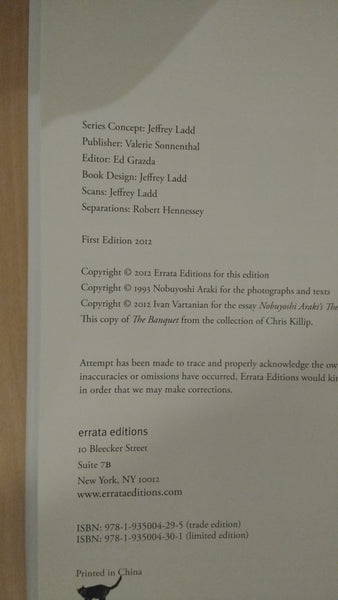 Series Concept: Jeffrey Ladd
Publisher: Valerie Sonnenthal
Editor: Ed Grazda
Book Design: Jeffrey Ladd
Scans: Jeffrey Ladd
Separations: Robert Hennessey
First Edition 2012
Copyright © 2012 Errata Editions for this edition
Copyright © 1993 Nobuyoshi Araki for the photographs and texts
Copyright © 2012 Ivan Vartanian for the essay Nobuyoshi Araki's The
This copy of The Banquet from the collection of Chris Killip.
Attempt has been made to trace and properly acknowledge the ow
inaccuracies or omissions have occurred, Errata Editions would kin
in order that we may make corrections.
errata editions
10 Bleecker Street
Suite 7B
New York, NY 10012
www.errataeditions.com
ISBN: 978-1-935004-29-5 (trade edition)
ISBN: 978-1-935004-30-1 (limited edition)
Printed in China